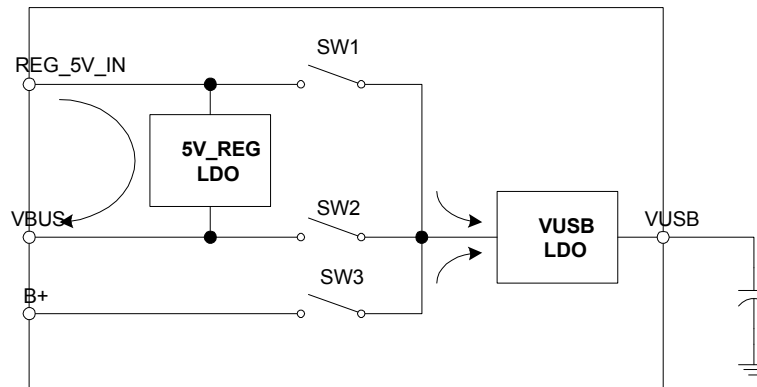 SW1
REG_5V_IN
5V_REG
LDO
SW2
VBUS
VUSB
LDO
VUSB
SW3
B+